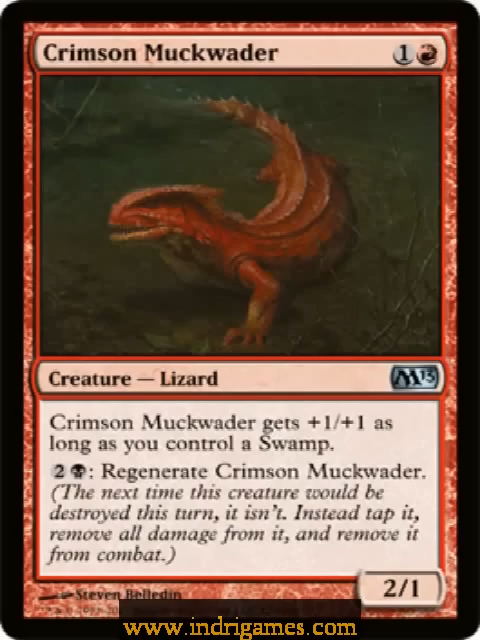 Crimson Muckwader 1
Creature — Lizard M13
Crimson Muckwader gets +1/+1 as
long as you control a Swamp.
2: Regenerate Crimson Muckwader.
(The next time this creature would be
destroyed this turn, it isn't. Instead tap it,
remove all damage from it, and remove it
from combat.)
Steven Belledin
2/1
www.indrigames.com